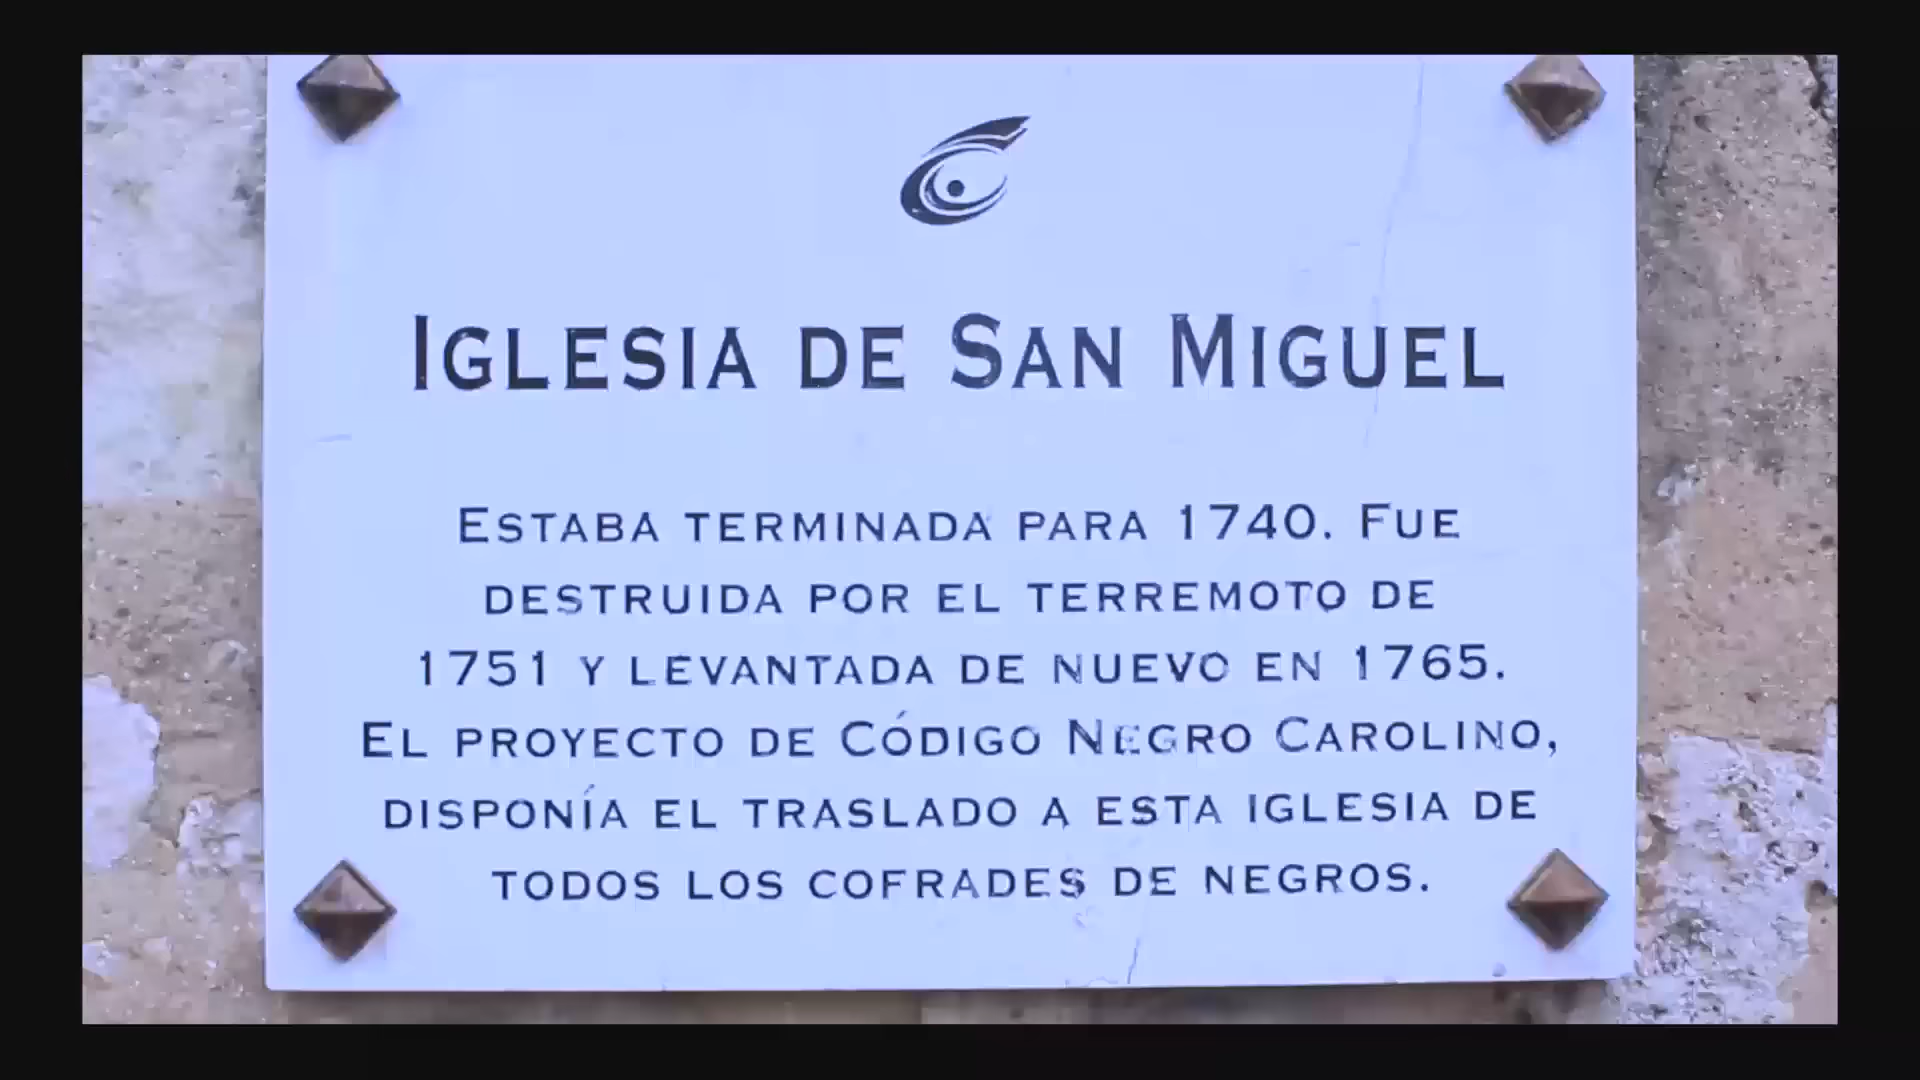 IGLESIA DE SAN MIGUEL
ESTABA TERMINADA PARA 1740. FUE
DESTRUIDA POR EL TERREMOTO DE
1751 Y LEVANTADA DE NUEVO EN 1765.
EL PROYECTO DE CÓDIGO NEGRO CAROLINO,
DISPONÍA EL TRASLADO A ESTA IGLESIA DE
TODOS LOS COFRADES DE NEGROS.